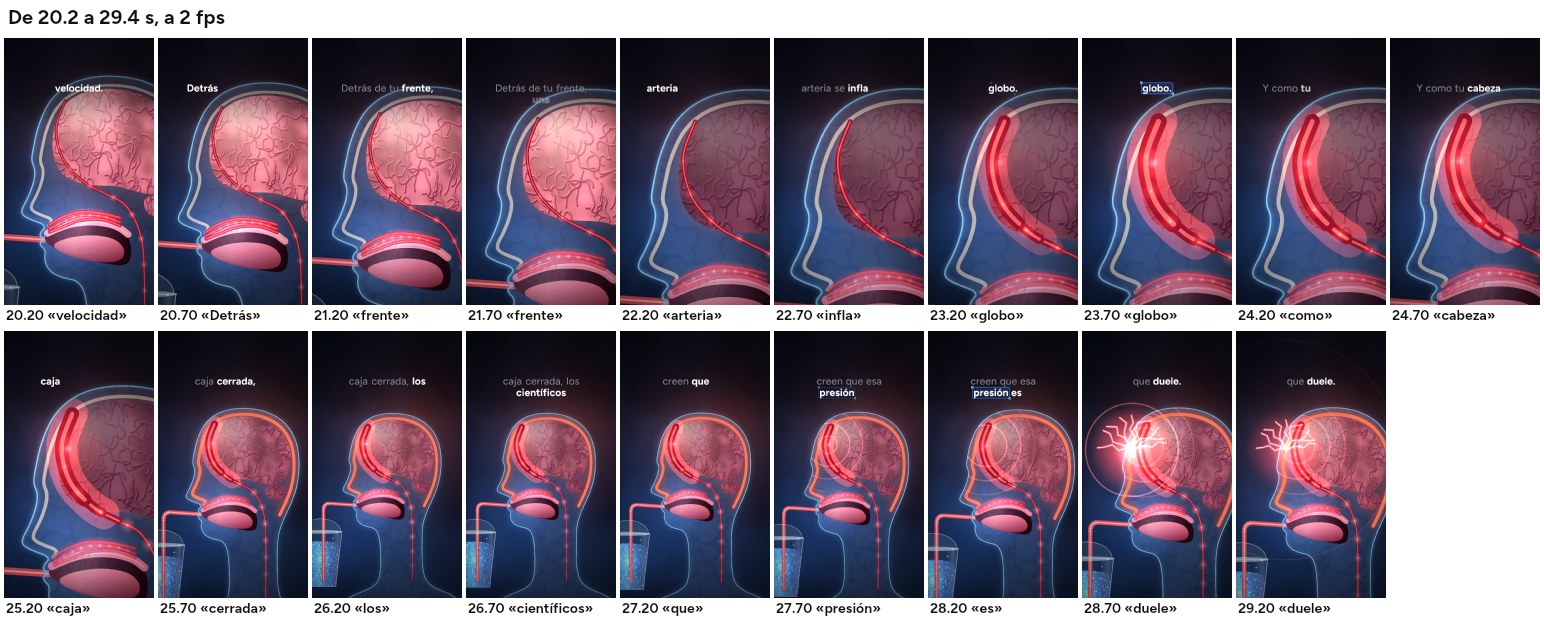 De 20.2 a 29.4 s, a 2 fps
velocidad.
Detrás
Detrás de tu frente,
Detrás de tu frente,
una
arteria
arteria se infla
globo.
globo.
Y como tu
Y como tu cabeza
20.20 «velocidad»
20.70 «Detrás»
21.20 «frente»
21.70 «frente»
22.20 «arteria»
22.70 «infla»
23.20 «globo»
23.70 «globo»
24.20 «como»
24.70 «cabeza»
caja
caja cerrada,
caja cerrada, los
caja cerrada, los
científicos
creen que
creen que esa
presión
creen que esa
presión es
que duele.
que duele.
25.20 «caja»
25.70 «cerrada»
26.20 «los»
26.70 «científicos»
27.20 «que»
27.70 «presión»
28.20 «es»
28.70 «duele»
29.20 «duele»